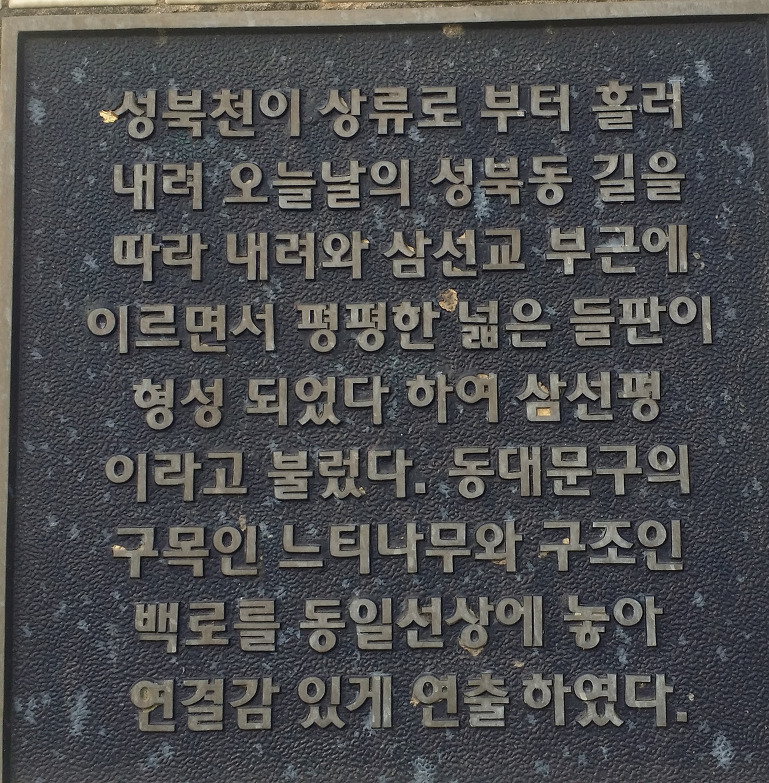 성북천이 상류로 부터 흘러
내려 오늘날의 성북동 길을
따라 내려와 삼선교 부근에
이르면서 평평한 넓은 들판이
형성 되었다 하여 삼선평
이라고 불렀다. 동대문구의
구목인 느티나무와 구조인
백로를 동일선상에 놓아
연결감 있게 연출하였다.